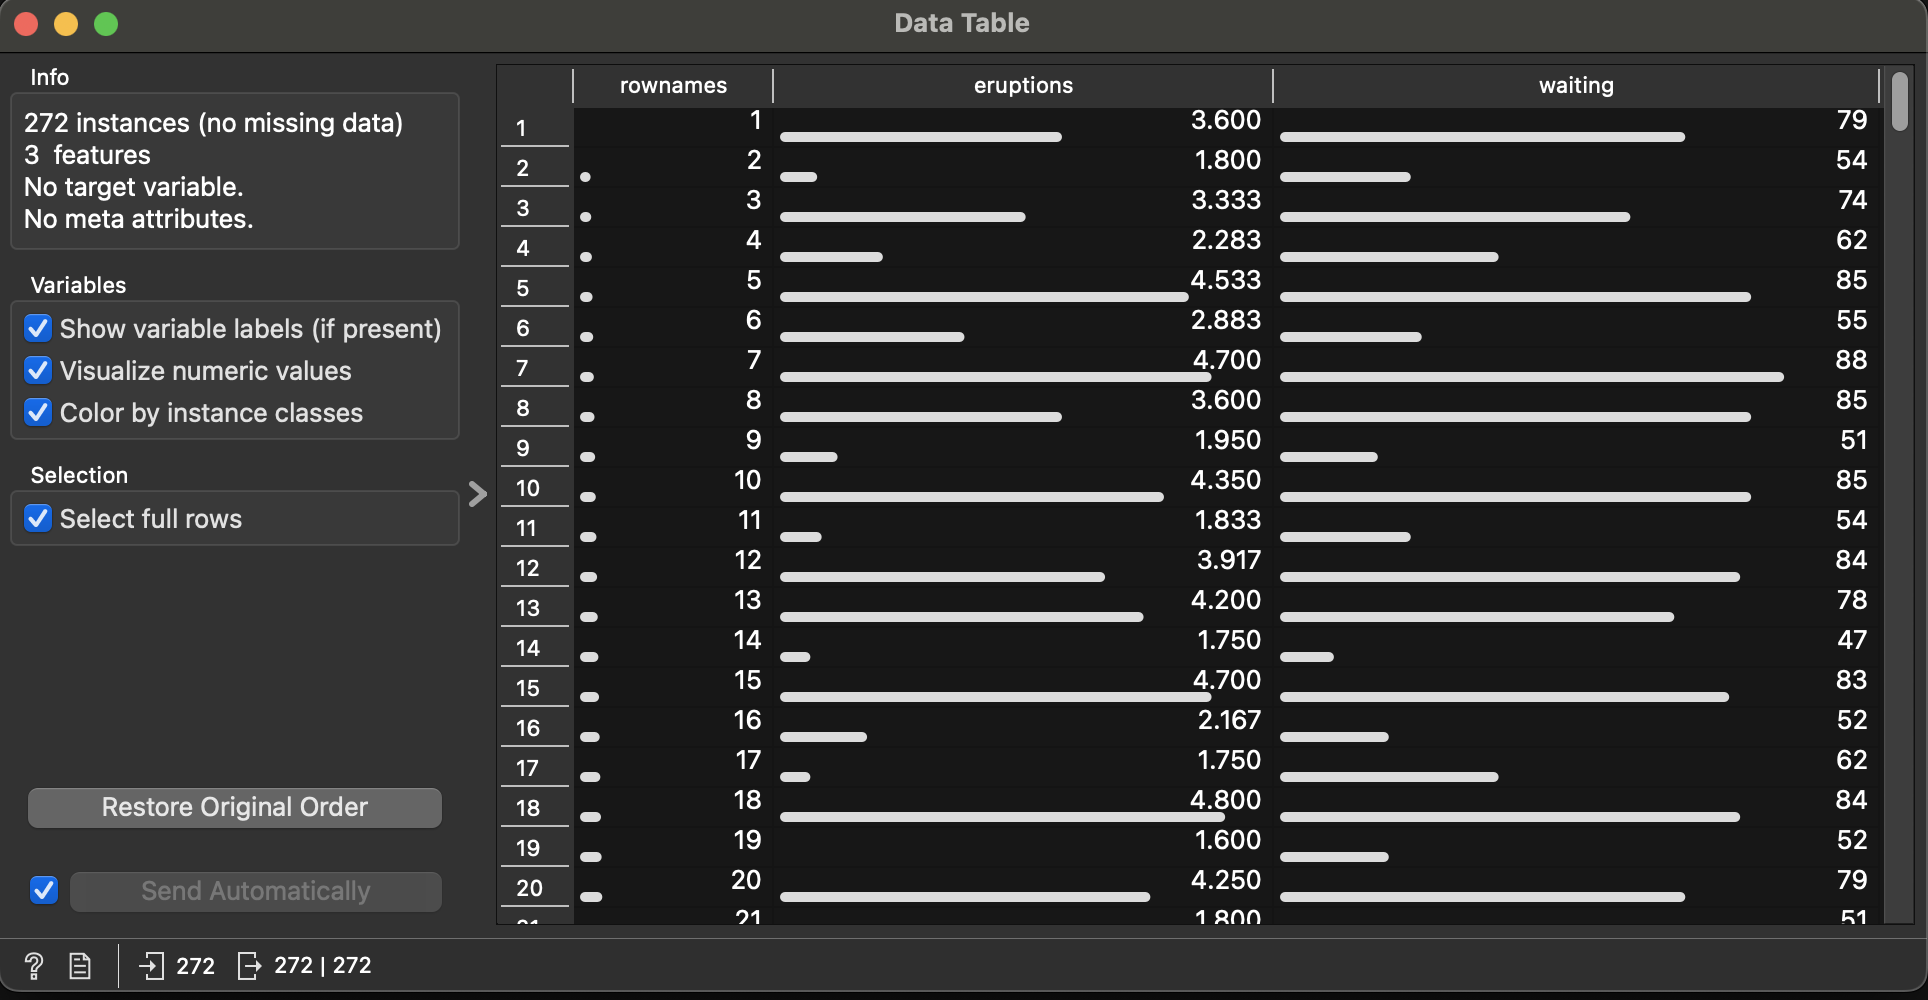 Data Table
Info
272 instances (no missing data)
3 features
No target variable.
No meta attributes.
Variables
Show variable labels (if present)
Visualize numeric values
Color by instance classes
Selection
Select full rows
Restore Original Order
Send Automatically
rownames eruptions waiting
1 1 3.600 79
2 2 1.800 54
3 3 3.333 74
4 4 2.283 62
5 5 4.533 85
6 6 2.883 55
7 7 4.700 88
8 8 3.600 85
9 9 1.950 51
10 10 4.350 85
11 11 1.833 54
12 12 3.917 84
13 13 4.200 78
14 14 1.750 47
15 15 4.700 83
16 16 2.167 52
17 17 1.750 62
18 18 4.800 84
19 19 1.600 52
20 20 4.250 79
21 21 1.800 51
? 272 272 | 272